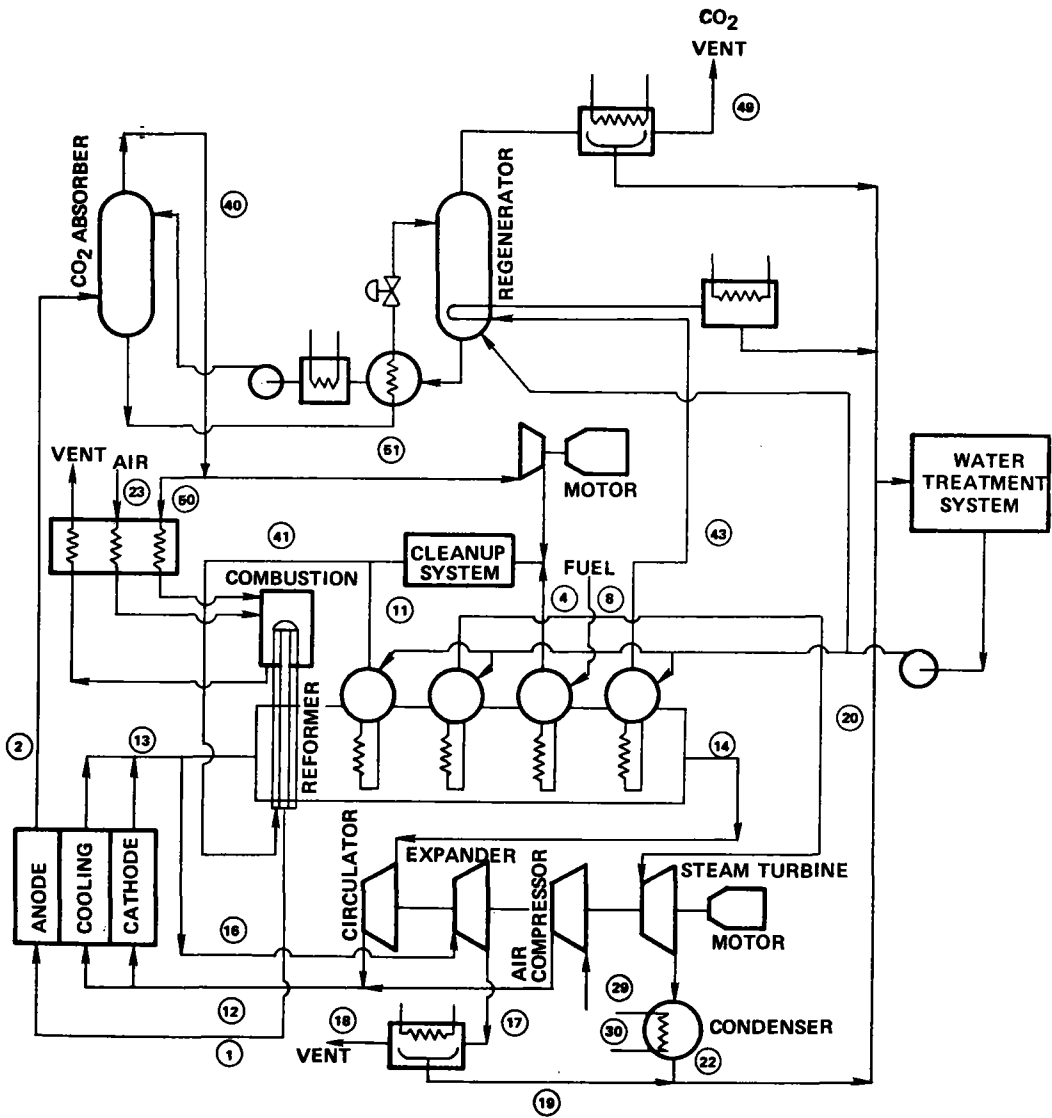 CO2
VENT
49
CO2 ABSORBER
40
REGENERATOR
51
VENT
AIR
23
50
MOTOR
WATER
TREATMENT
SYSTEM
41
CLEANUP
SYSTEM
43
COMBUSTION
FUEL
11
4
8
2
13
REFORMER
14
20
ANODE
COOLING
CATHODE
CIRCULATOR
EXPANDER
AIR
COMPRESSOR
STEAM TURBINE
MOTOR
16
12
1
18
VENT
17
29
30
CONDENSER
22
19